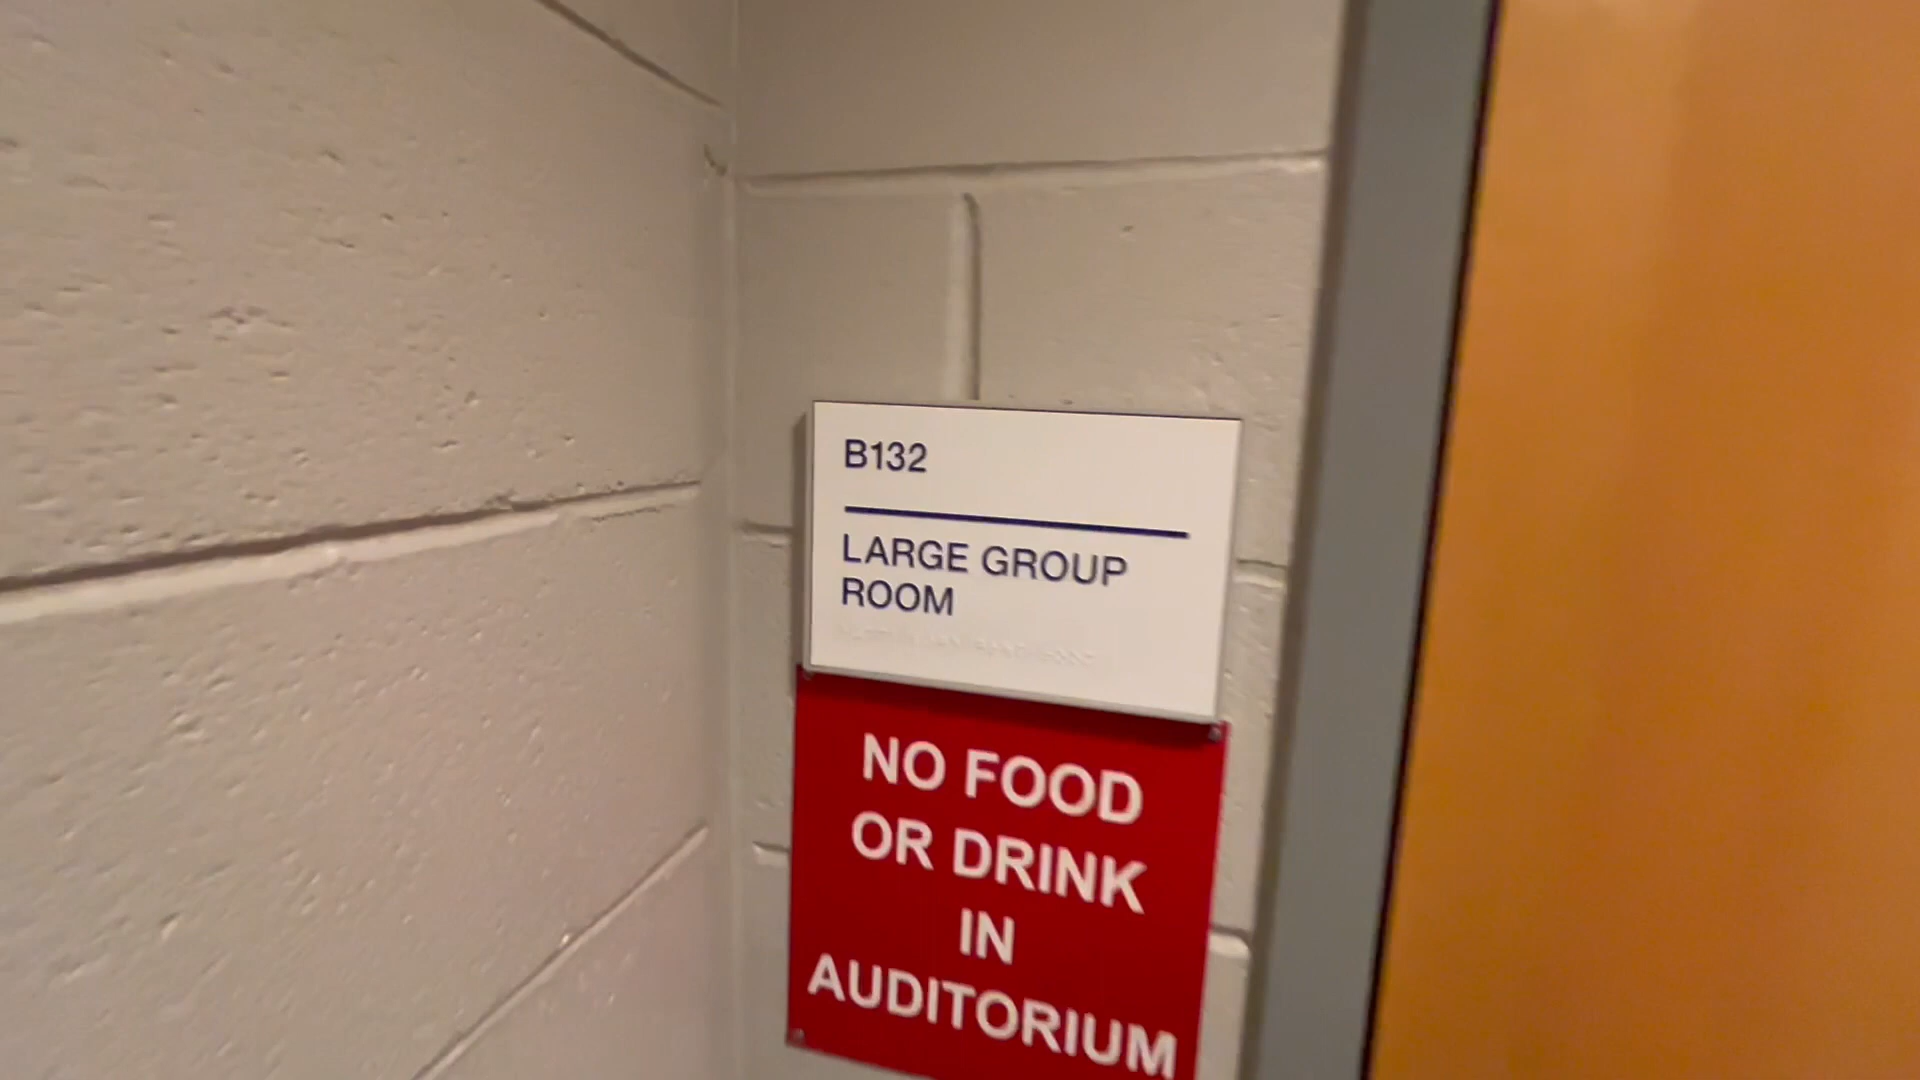 B132
LARGE GROUP
ROOM
NO FOOD
OR DRINK
IN
AUDITORIUM